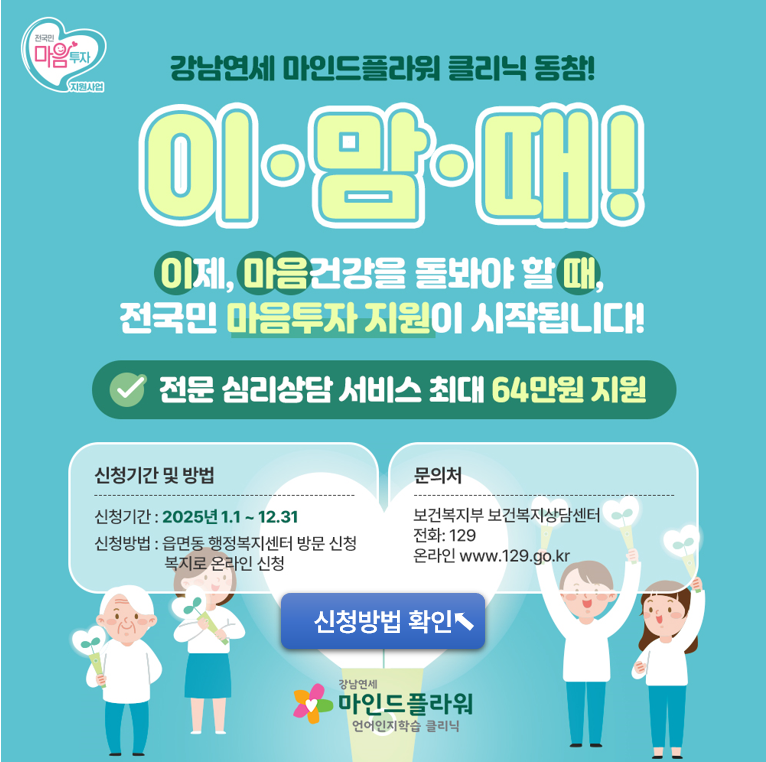 전국민
마음투자
지원사업
강남연세 마인드플라워 클리닉 동참!
이·맘·때!
이제, 마음건강을 돌봐야 할 때,
전국민 마음투자 지원이 시작됩니다!
전문 심리상담 서비스 최대 64만원 지원
신청기간 및 방법
신청기간 : 2025년 1.1 ~ 12.31
신청방법 : 읍면동 행정복지센터 방문 신청
복지로 온라인 신청
문의처
보건복지부 보건복지상담센터
전화: 129
온라인 www.129.go.kr
신청방법 확인
강남연세
마인드플라워
언어인지학습 클리닉